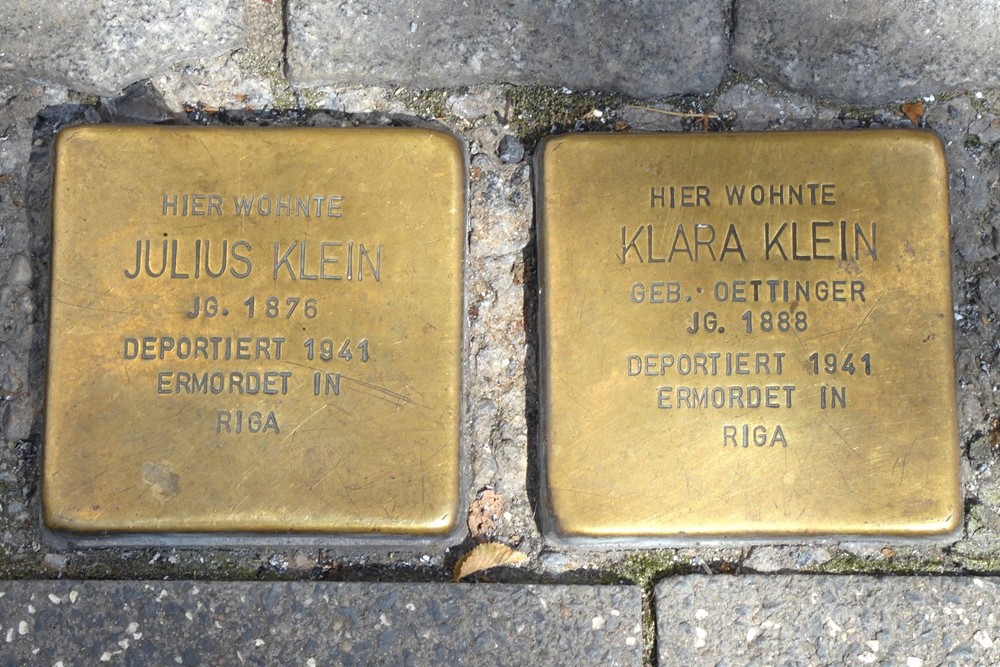 HIER WOHNTE
JULIUS KLEIN
JG. 1876
DEPORTIERT 1941
ERMORDET IN
RIGA
HIER WOHNTE
KLARA KLEIN
GEB. OETTINGER
JG. 1888
DEPORTIERT 1941
ERMORDET IN
RIGA